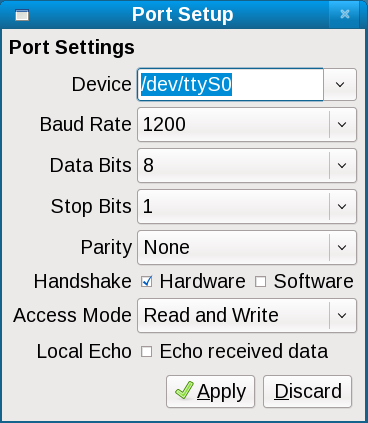 Port Setup
Port Settings
Device /dev/ttyS0
Baud Rate 1200
Data Bits 8
Stop Bits 1
Parity None
Handshake Hardware Software
Access Mode Read and Write
Local Echo Echo received data
Apply Discard